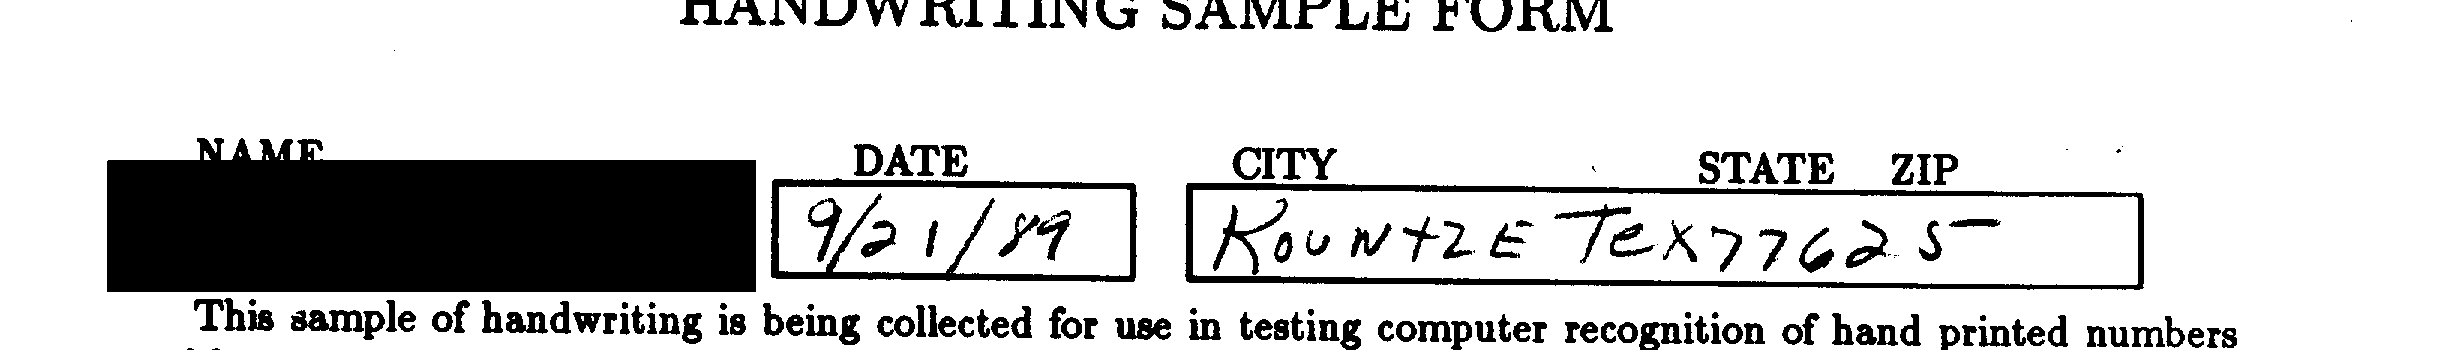 HANDWRITING SAMPLE FORM
NAME DATE CITY STATE ZIP
9/21/89 KOUNTZE TEX 77625
This sample of handwriting is being collected for use in testing computer recognition of hand printed numbers